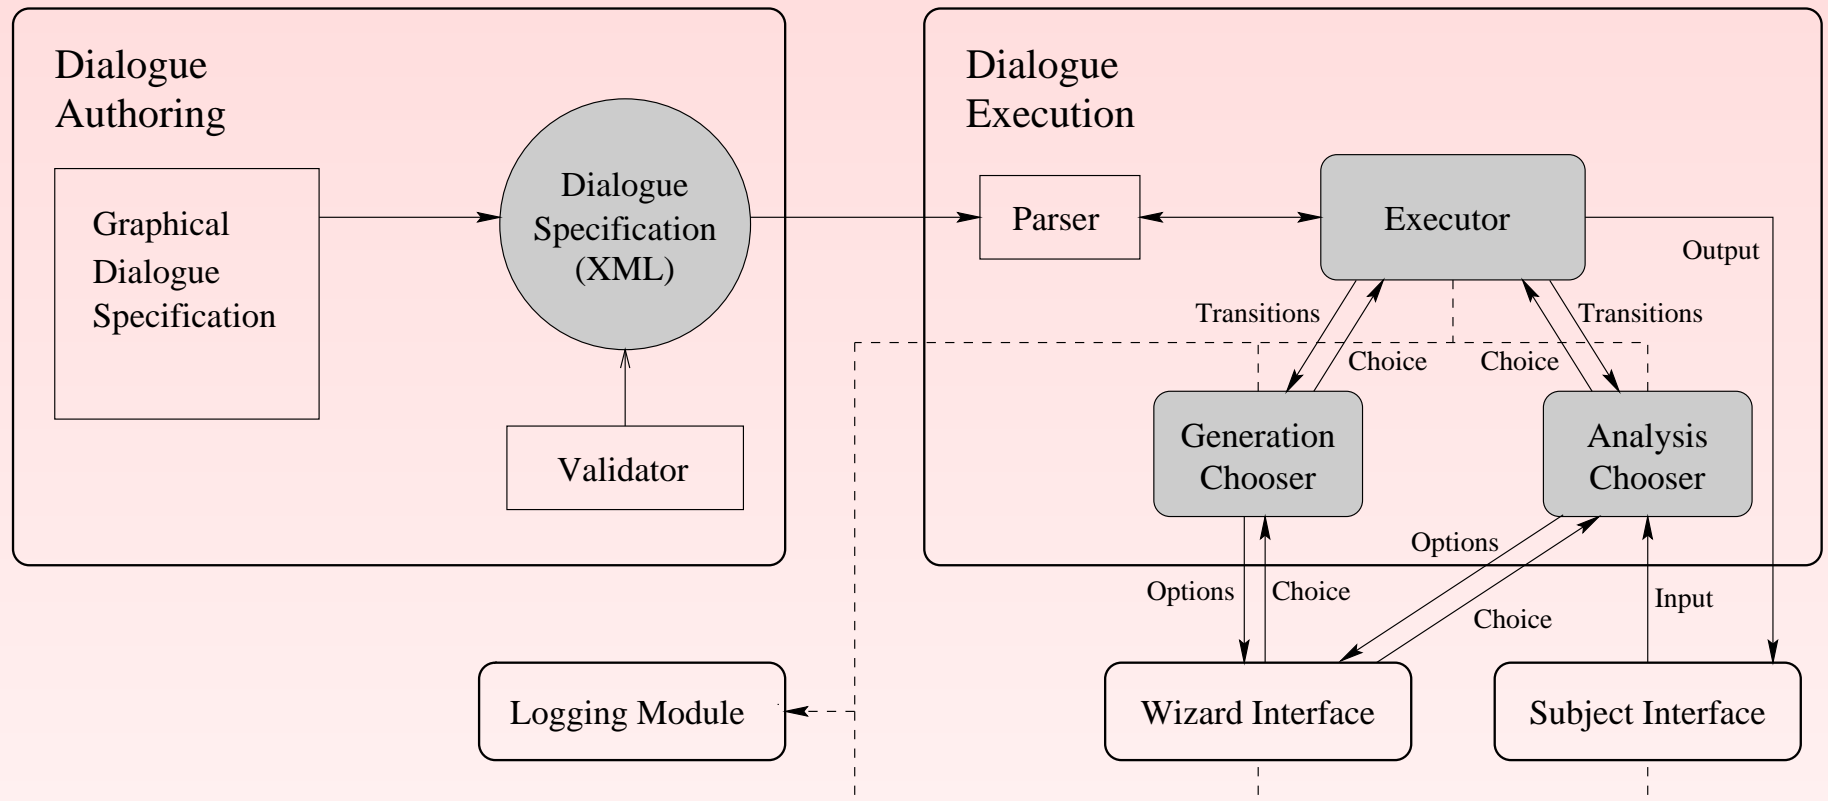 Dialogue
Authoring
Graphical
Dialogue
Specification
Dialogue
Specification
(XML)
Validator
Dialogue
Execution
Parser
Executor
Output
Transitions
Transitions
Choice
Choice
Generation
Chooser
Analysis
Chooser
Options
Options
Choice
Input
Choice
Logging Module
Wizard Interface
Subject Interface